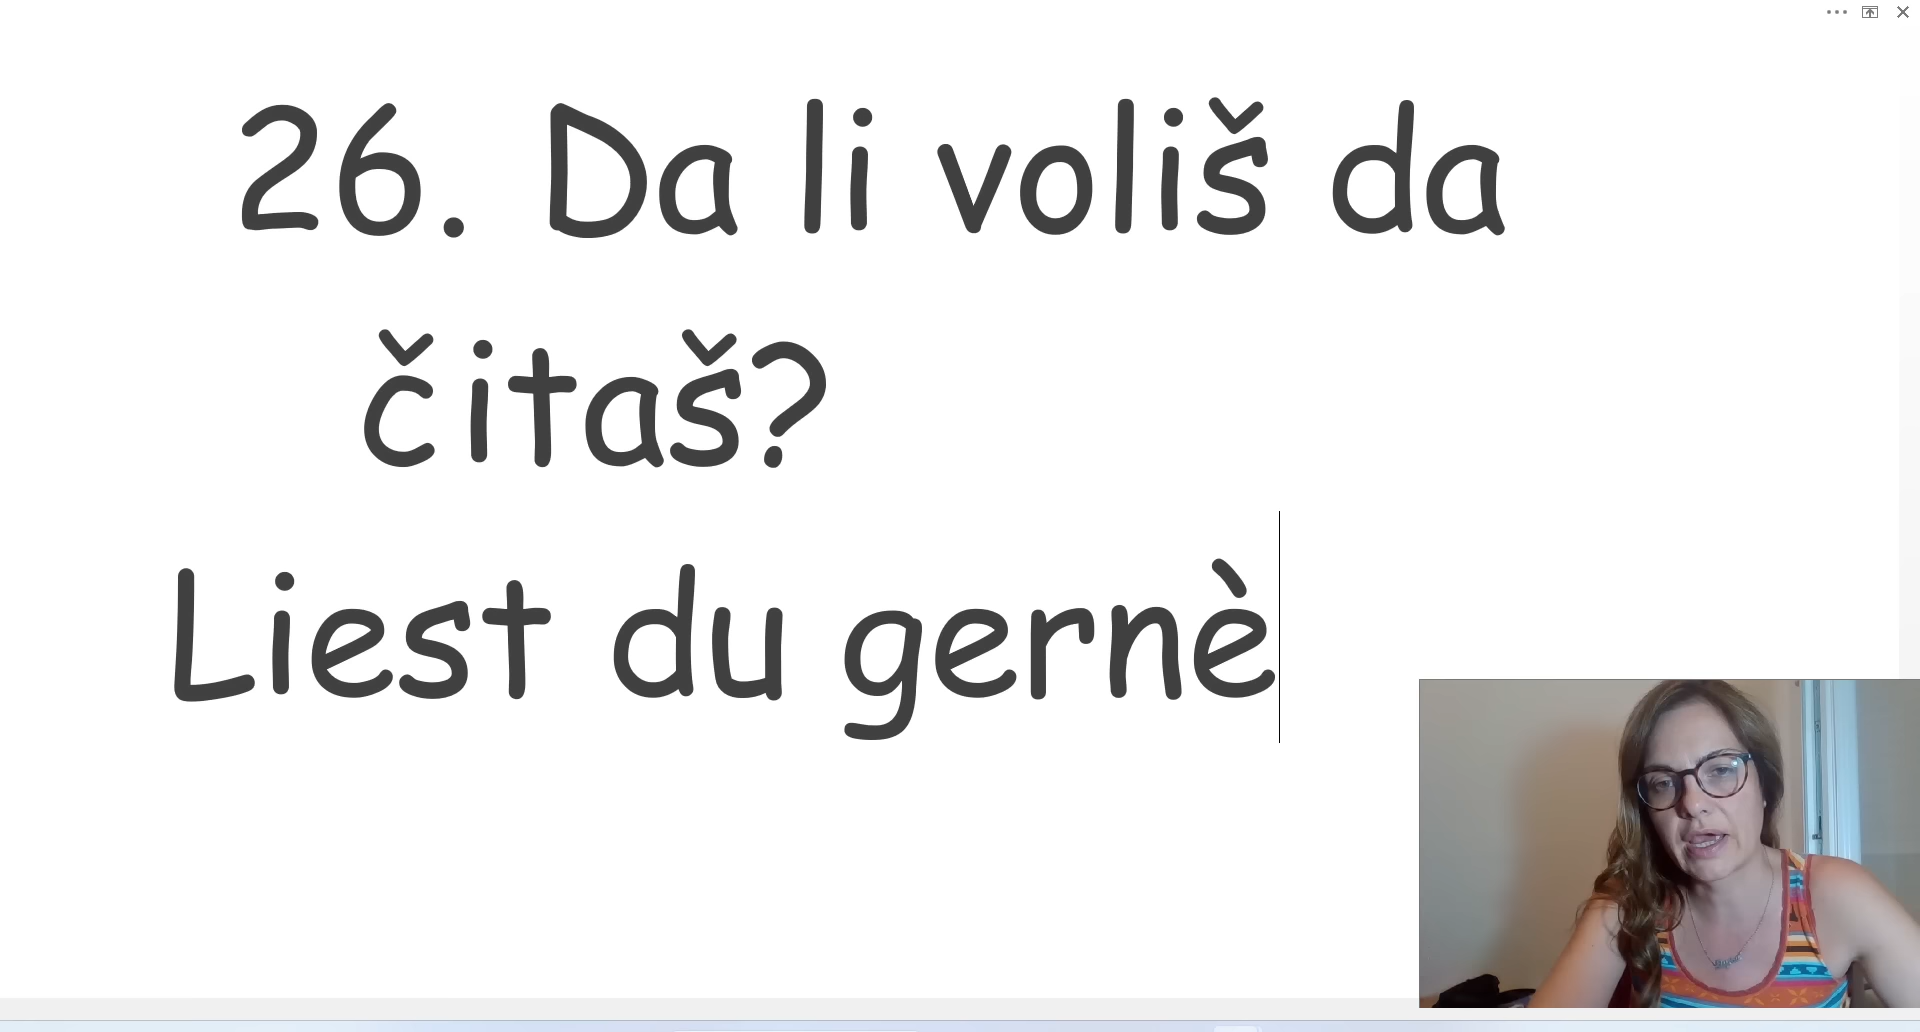 26. Da li voliš da
čitaš?
Liest du gernè